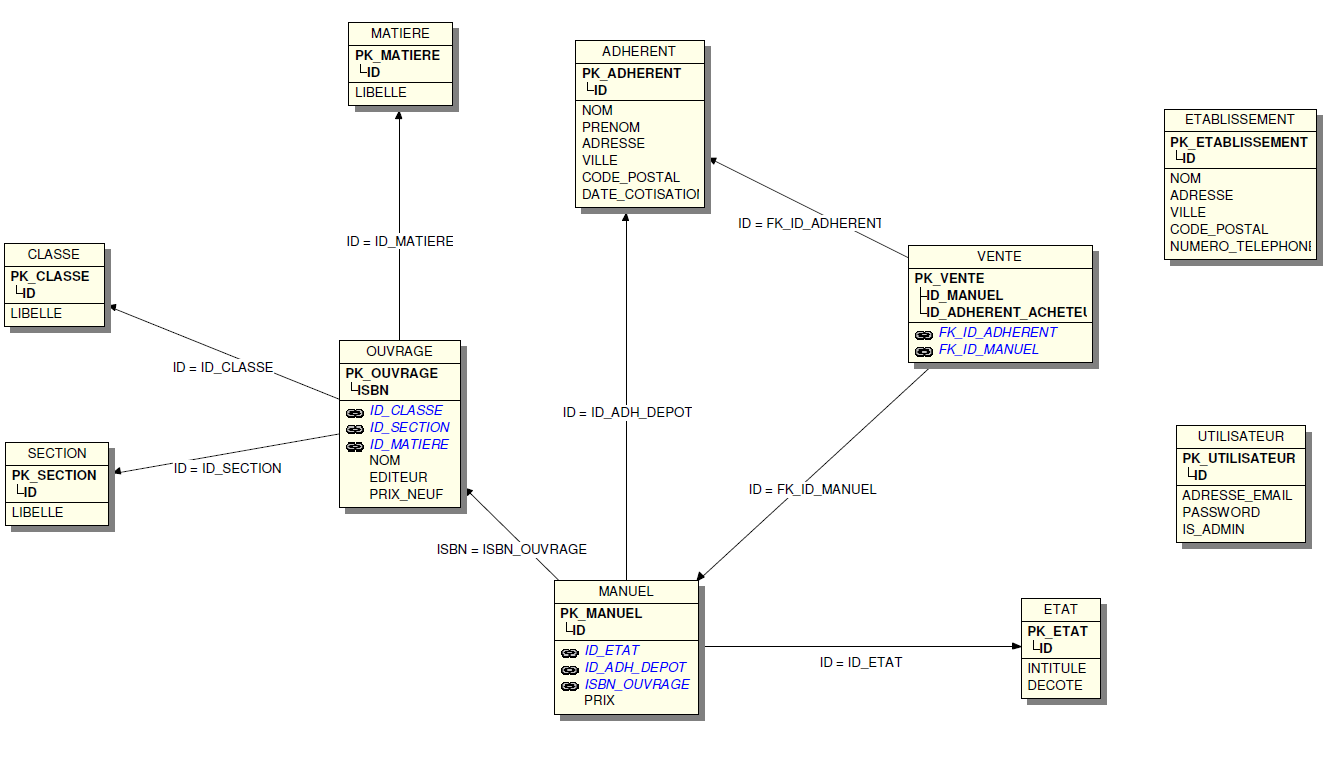 MATIERE
PK_MATIERE
ID
LIBELLE
ADHERENT
PK_ADHERENT
ID
NOM
PRENOM
ADRESSE
VILLE
CODE_POSTAL
DATE_COTISATION
ETABLISSEMENT
PK_ETABLISSEMENT
ID
NOM
ADRESSE
VILLE
CODE_POSTAL
NUMERO_TELEPHONE
ID = ID_MATIERE
ID = FK_ID_ADHERENT
CLASSE
PK_CLASSE
ID
LIBELLE
VENTE
PK_VENTE
ID_MANUEL
ID_ADHERENT_ACHETEU
FK_ID_ADHERENT
FK_ID_MANUEL
ID = ID_CLASSE
OUVRAGE
PK_OUVRAGE
ISBN
ID_CLASSE
ID_SECTION
ID_MATIERE
NOM
EDITEUR
PRIX_NEUF
ID = ID_ADH_DEPOT
SECTION
PK_SECTION
ID
LIBELLE
ID = ID_SECTION
ID = FK_ID_MANUEL
UTILISATEUR
PK_UTILISATEUR
ID
ADRESSE_EMAIL
PASSWORD
IS_ADMIN
ISBN = ISBN_OUVRAGE
MANUEL
PK_MANUEL
ID
ID_ETAT
ID_ADH_DEPOT
ISBN_OUVRAGE
PRIX
ID = ID_ETAT
ETAT
PK_ETAT
ID
INTITULE
DECOTE